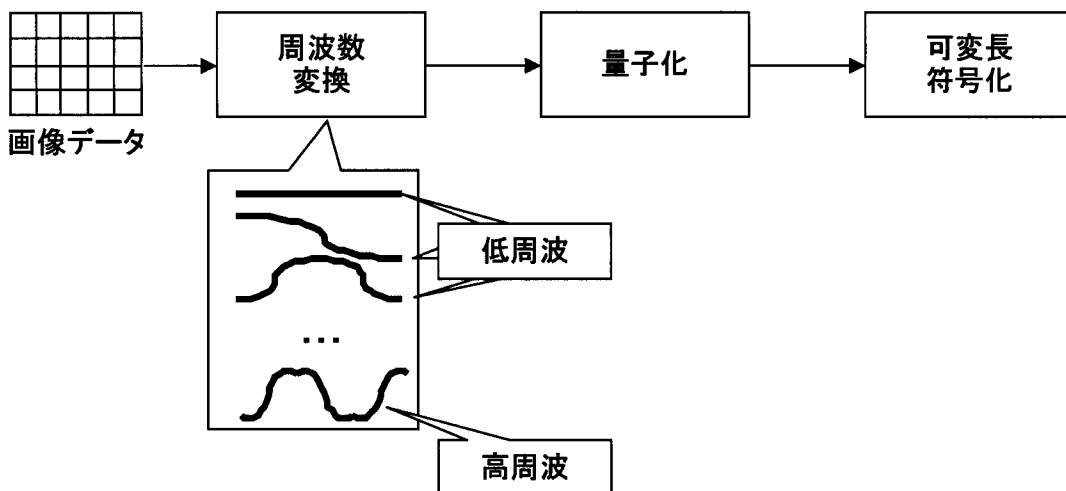 画像データ
周波数
変換
量子化
可変長
符号化
低周波
...
高周波